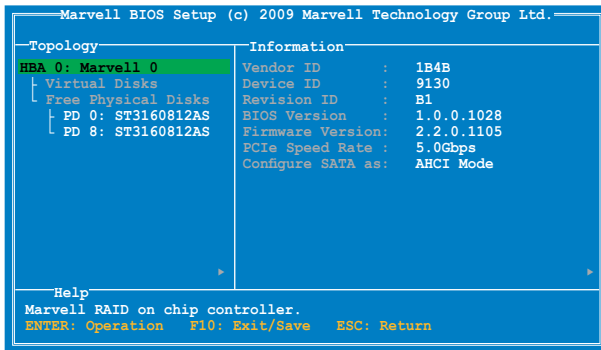 Marvell BIOS Setup (c) 2009 Marvell Technology Group Ltd.
Topology
HBA 0: Marvell 0
Virtual Disks
Free Physical Disks
PD 0: ST3160812AS
PD 8: ST3160812AS
Information
Vendor ID : 1B4B
Device ID : 9130
Revision ID : B1
BIOS Version : 1.0.0.1028
Firmware Version: 2.2.0.1105
PCIe Speed Rate : 5.0Gbps
Configure SATA as: AHCI Mode
Help
Marvell RAID on chip controller.
ENTER: Operation F10: Exit/Save ESC: Return